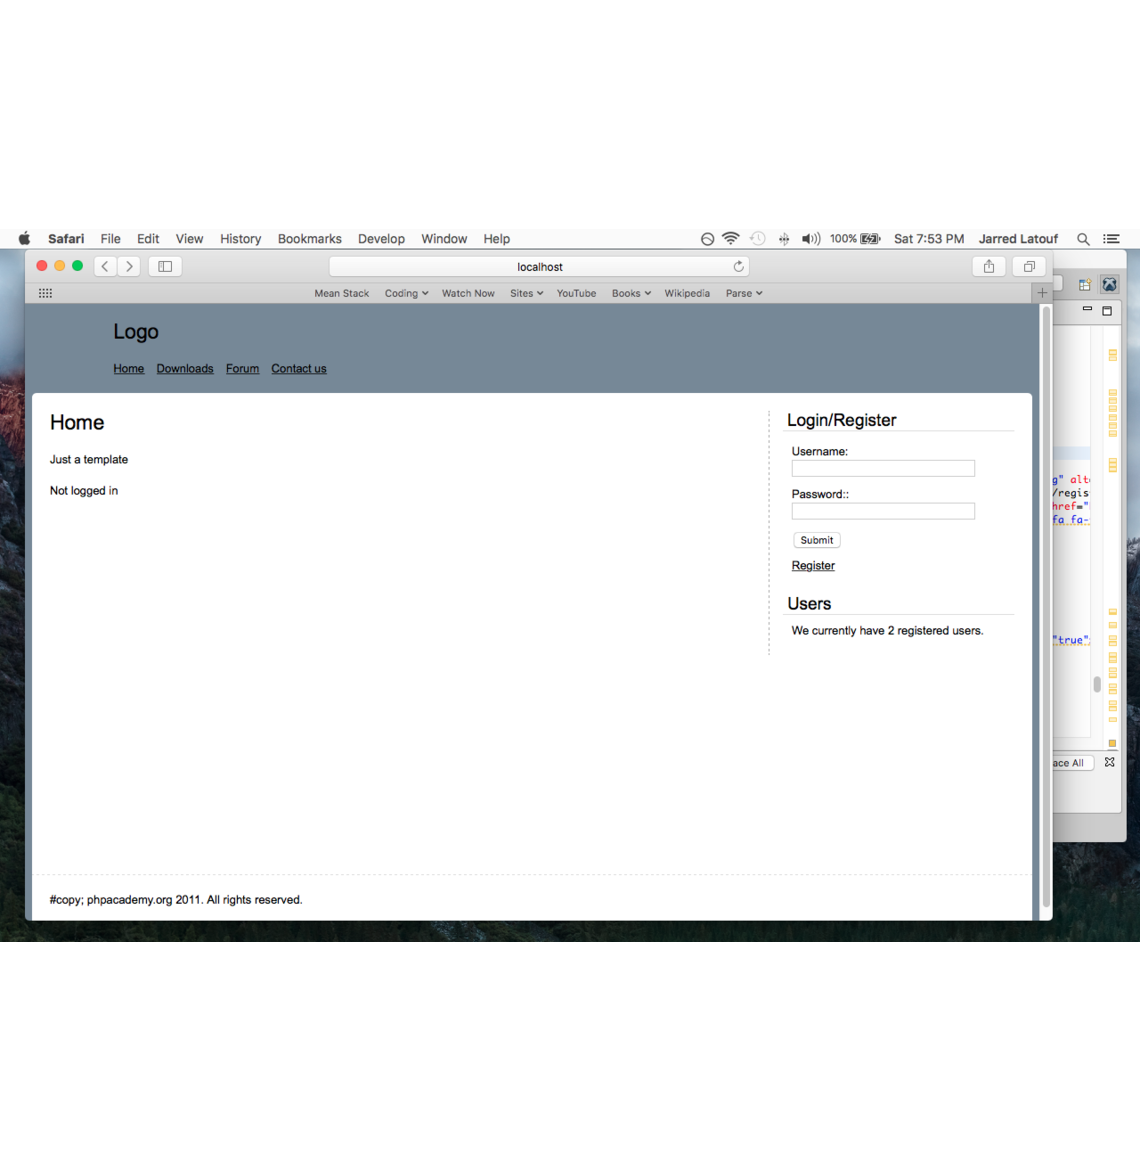 Safari File Edit View History Bookmarks Develop Window Help 100% Sat 7:53 PM Jarred Latouf
localhost
Mean Stack Coding Watch Now Sites YouTube Books Wikipedia Parse
Logo
Home Downloads Forum Contact us
Home
Just a template
Not logged in
Login/Register
Username:
Password::
Submit
Register
Users
We currently have 2 registered users.
#copy; phpacademy.org 2011. All rights reserved.
g" alt
/regis
href="
fa fa-
"true"
ace All